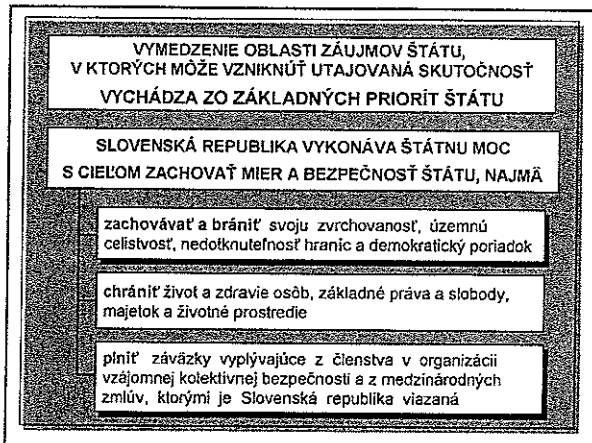 VYMEDZENIE OBLASTI ZÁUJMOV ŠTÁTU,
V KTORÝCH MÔŽE VZNIKNÚŤ UTAJOVANÁ SKUTOČNOSŤ
VYCHÁDZA ZO ZÁKLADNÝCH PRIORÍT ŠTÁTU
SLOVENSKÁ REPUBLIKA VYKONÁVA ŠTÁTNU MOC
S CIEĽOM ZACHOVAŤ MIER A BEZPEČNOSŤ ŠTÁTU, NAJMÄ
zachovávať a brániť svoju zvrchovanosť, územnú
celistvosť, nedotknuteľnosť hraníc a demokratický poriadok
chrániť život a zdravie osôb, základné práva a slobody,
majetok a životné prostredie
plniť záväzky vyplývajúce z členstva v organizácii
vzájomnej kolektívnej bezpečnosti a z medzinárodných
zmlúv, ktorými je Slovenská republika viazaná